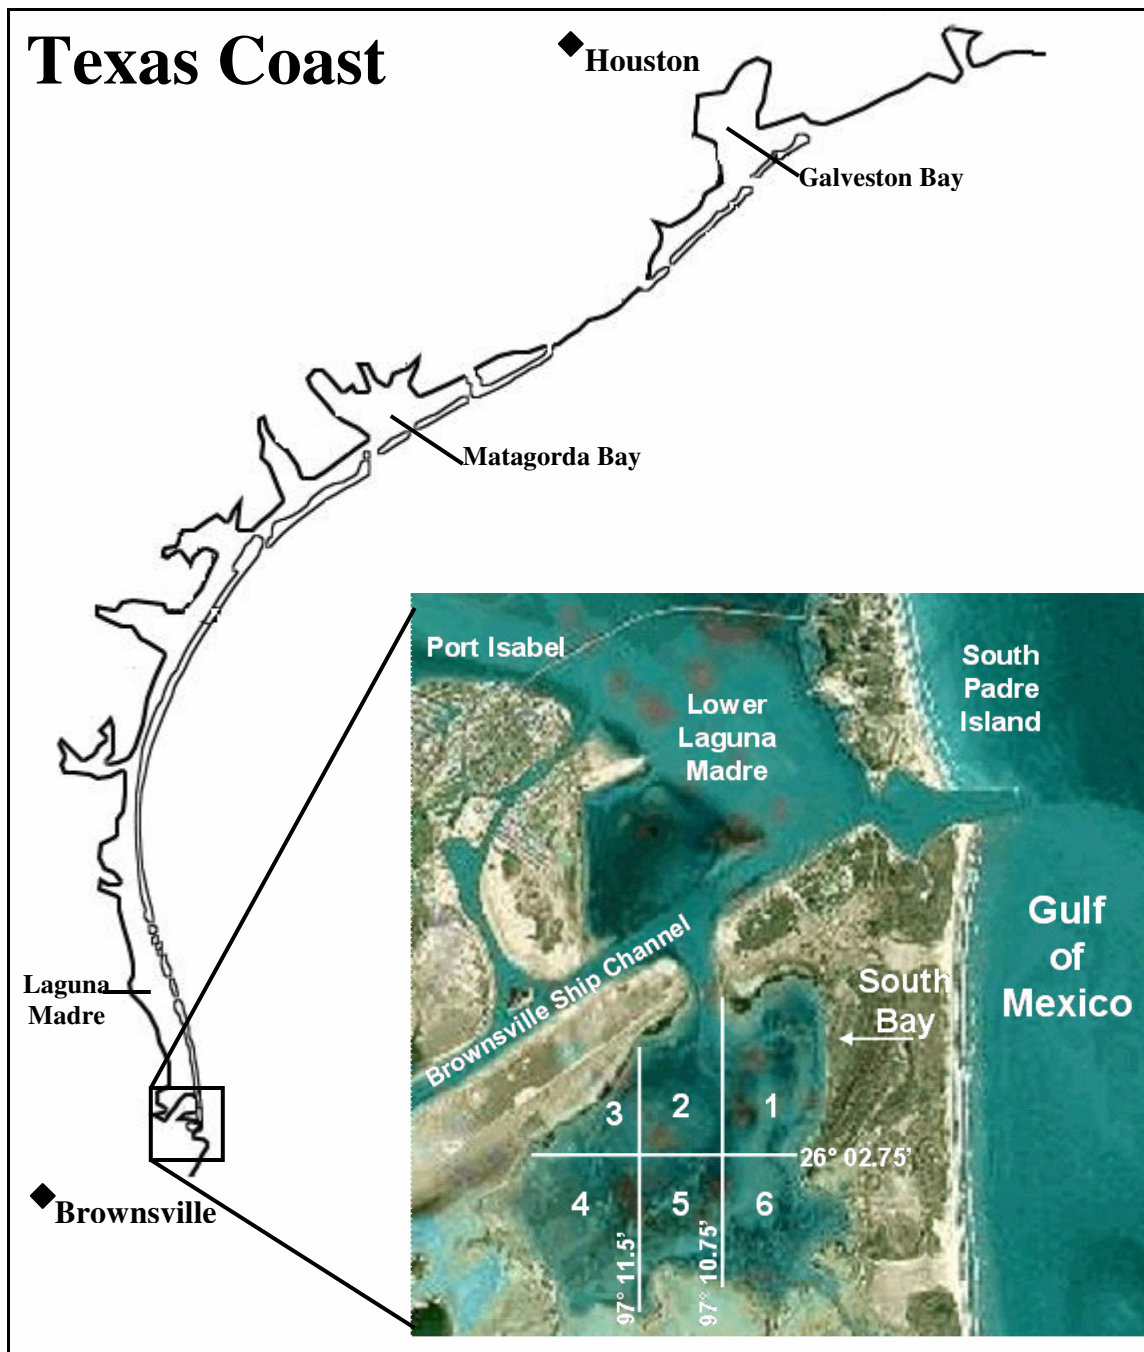 Texas Coast
Houston
Galveston Bay
Matagorda Bay
Port Isabel
South
Padre
Island
Lower
Laguna
Madre
Gulf
of
Mexico
Brownsville Ship Channel
South
Bay
Laguna
Madre
3
2
1
26° 02.75'
4
5
6
97° 11.5'
97° 10.75'
Brownsville